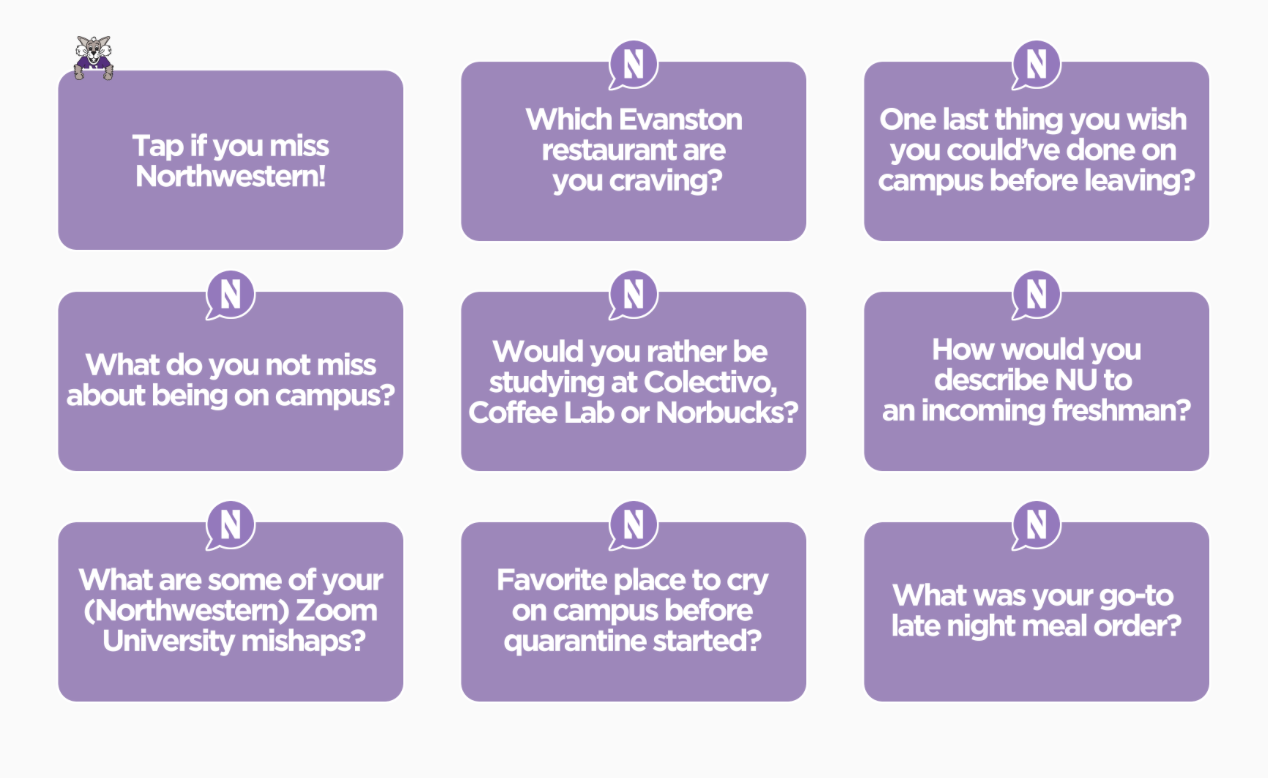 Tap if you miss
Northwestern!
N
Which Evanston
restaurant are
you craving?
N
One last thing you wish
you could've done on
campus before leaving?
N
What do you not miss
about being on campus?
N
Would you rather be
studying at Colectivo,
Coffee Lab or Norbucks?
N
How would you
describe NU to
an incoming freshman?
N
What are some of your
(Northwestern) Zoom
University mishaps?
N
Favorite place to cry
on campus before
quarantine started?
N
What was your go-to
late night meal order?